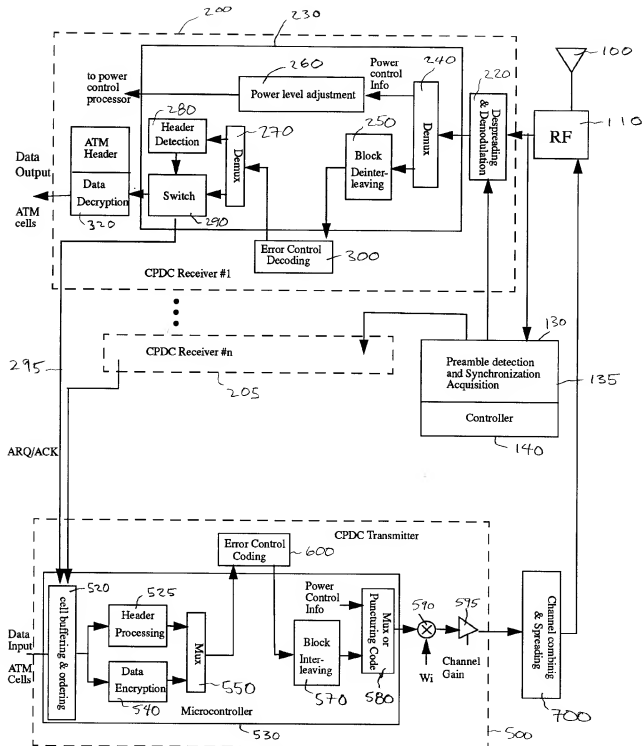 200
230
100
to power
control
processor
260
Power level adjustment
Power
control
Info
240
220
Despreading
& Demodulation
110
RF
280
Header
Detection
270
Demux
250
Block
Deinter-
leaving
Demux
Data
Output
ATM
cells
ATM
Header
Data
Decryption
320
Switch
290
Error Control
Decoding
300
CPDC Receiver #1
295
CPDC Receiver #n
205
130
Preamble detection
and Synchronization
Acquisition
135
Controller
140
ARQ/ACK
CPDC Transmitter
Error Control
Coding
600
520
cell buffering & ordering
525
Header
Processing
Mux
550
Data
Encryption
540
Data
Input
ATM
Cells
Microcontroller
530
Power
Control
Info
Block
Inter-
leaving
570
Mux or
Puncturing Code
580
590
Wi
595
Channel
Gain
500
Channel combinig
& Spreading
700